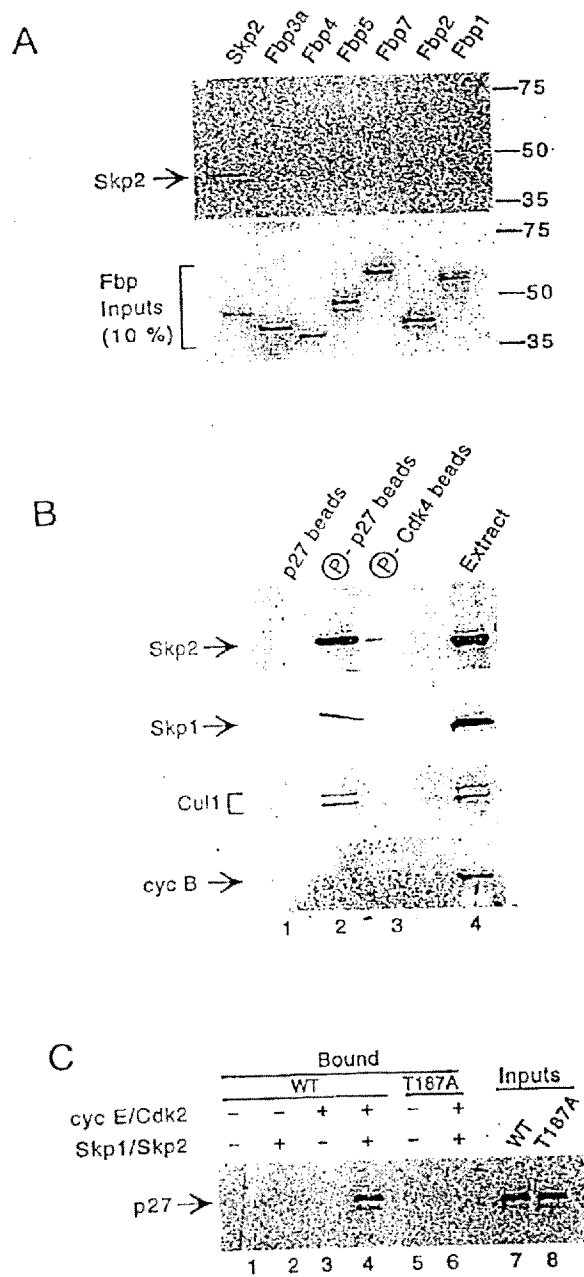 A
Skp2 Fbp3a Fbp4 Fbp5 Fbp7 Fbp2 Fbp1
75
50
Skp2
35
75
Fbp
Inputs
(10 %)
50
35
B
p27 beads
P - p27 beads
P - Cdk4 beads
Extract
Skp2
Skp1
Cul1
cyc B
1 2 3 4
C
Bound
WT T187A Inputs
cyc E/Cdk2 – – + + – +
Skp1/Skp2 – + – + – +
WT T187A
p27
1 2 3 4 5 6 7 8